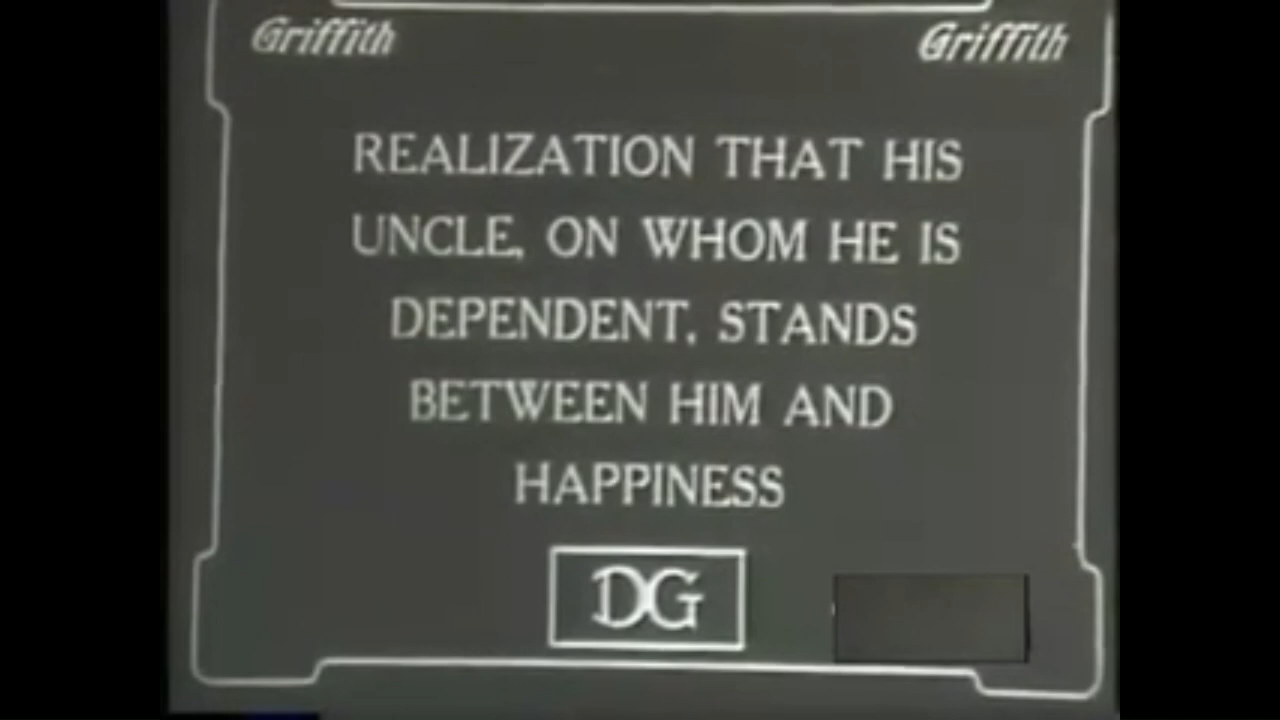 Griffith Griffith
REALIZATION THAT HIS
UNCLE, ON WHOM HE IS
DEPENDENT, STANDS
BETWEEN HIM AND
HAPPINESS
DG